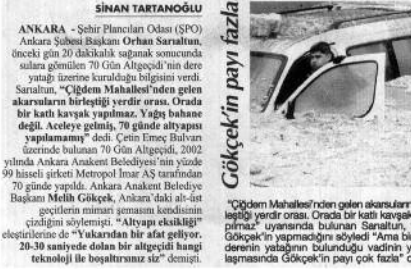 SİNAN TARTANOĞLU
ANKARA - Şehir Plancıları Odası (ŞPO)
Ankara Şubesi Başkanı Orhan Sarıaltun,
önceki gün 20 dakikalık sağanak sonucunda
sulara gömülen 70 Gün Altgeçidi'nin dere
yatağı üzerine kurulduğu bilgisini verdi.
Sarıaltun, "Çiğdem Mahallesi'nden gelen
akarsuların birleştiği yerdir orası. Orada
bir katlı kavşak yapılmaz. Yağış bahane
değil. Aceleye gelmiş, 70 günde altyapısı
yapılamamış" dedi. Çetin Emeç Bulvarı
üzerinde bulunan 70 Gün Altgeçidi, 2002
yılında Ankara Anakent Belediyesi'nin yüzde
99 hisseli şirketi Metropol İmar AŞ tarafından
70 günde yapıldı. Ankara Anakent Belediye
Başkanı Melih Gökçek, Ankara'daki alt-üst
geçitlerin mimari şemasını kendisinin
çizdiğini söylemişti. "Altyapı eksikliği"
eleştirilerine de "Yukarıdan bir afat geliyor.
20-30 saniyede dolan bir altgeçidi hangi
teknoloji ile boşaltırsınız siz" demişti.
Gökçek'in payı fazla
"Çiğdem Mahallesi'nden gelen akarsuların
leştiği yerdir orası. Orada bir katlı kavşak
pılmaz" uyarısında bulunan Sarıaltun,
Gökçek'in yapmadığını söyledi "Ama bi
derenin yatağının bulunduğu vadinin y
laşmasında Gökçek'in payı çok fazla" d